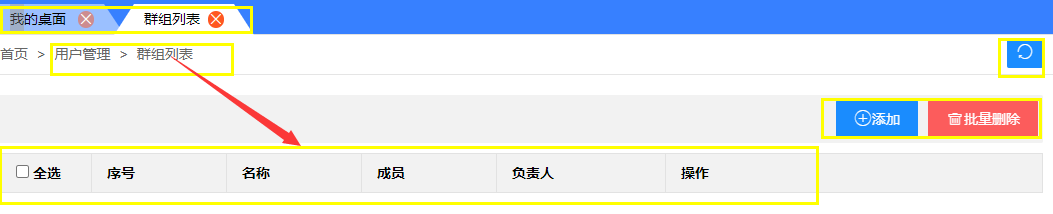 我的桌面 群组列表
首页 > 用户管理 > 群组列表
添加 批量删除
全选 序号 名称 成员 负责人 操作